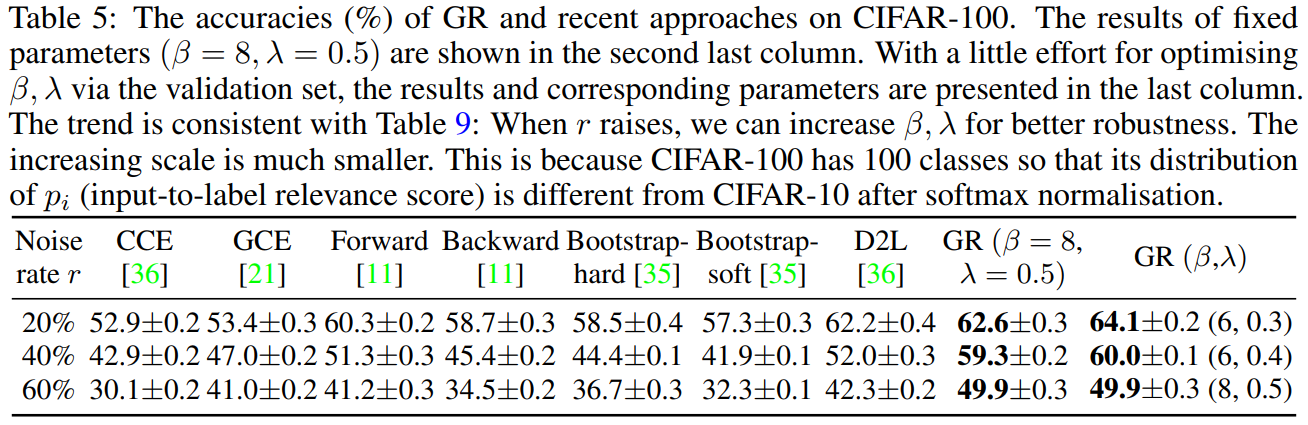 Table 5: The accuracies (%) of GR and recent approaches on CIFAR-100. The results of fixed
parameters (β = 8, λ = 0.5) are shown in the second last column. With a little effort for optimising
β, λ via the validation set, the results and corresponding parameters are presented in the last column.
The trend is consistent with Table 9: When r raises, we can increase β, λ for better robustness. The
increasing scale is much smaller. This is because CIFAR-100 has 100 classes so that its distribution
of pᵢ (input-to-label relevance score) is different from CIFAR-10 after softmax normalisation.
Noise CCE GCE Forward Backward Bootstrap- Bootstrap- D2L GR (β = 8, GR (β,λ)
rate r [36] [21] [11] [11] hard [35] soft [35] [36] λ = 0.5)
20% 52.9±0.2 53.4±0.3 60.3±0.2 58.7±0.3 58.5±0.4 57.3±0.3 62.2±0.4 62.6±0.3 64.1±0.2 (6, 0.3)
40% 42.9±0.2 47.0±0.2 51.3±0.3 45.4±0.2 44.4±0.1 41.9±0.1 52.0±0.3 59.3±0.2 60.0±0.1 (6, 0.4)
60% 30.1±0.2 41.0±0.2 41.2±0.3 34.5±0.2 36.7±0.3 32.3±0.1 42.3±0.2 49.9±0.3 49.9±0.3 (8, 0.5)